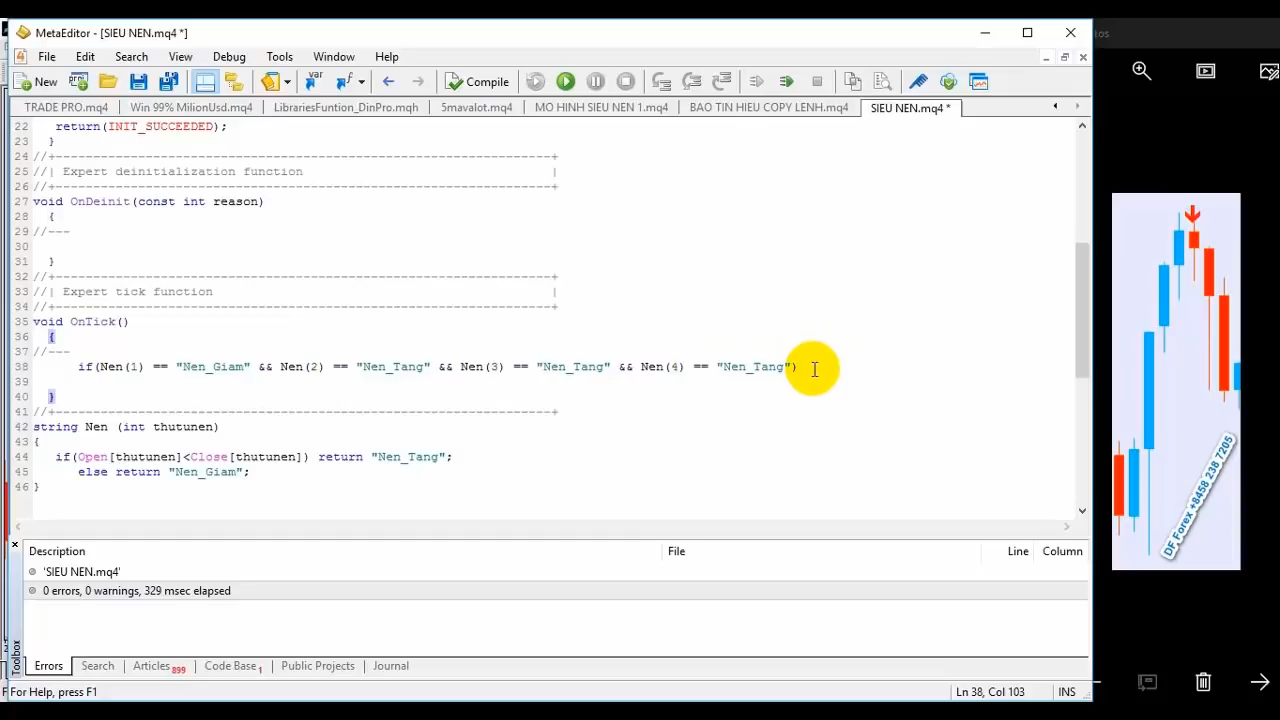 MetaEditor - [SIEU NEN.mq4 *]
File Edit Search View Debug Tools Window Help
New Compile
TRADE PRO.mq4 Win 99% MilionUSD.mq4 LibrariesFuntion_DinPro.mqh 5mavalot.mq4 MO HINH SIEU NEN 1.mq4 BAO TIN HIEU COPY LENH.mq4 SIEU NEN.mq4 *
22 return(INIT_SUCCEEDED);
23 }
24 //+------------------------------------------------------------------+
25 //| Expert deinitialization function |
26 //+------------------------------------------------------------------+
27 void OnDeinit(const int reason)
28 {
29 //---
30
31 }
32 //+------------------------------------------------------------------+
33 //| Expert tick function |
34 //+------------------------------------------------------------------+
35 void OnTick()
36 {
37 //---
38 if(Nen(1) == "Nen_Giam" && Nen(2) == "Nen_Tang" && Nen(3) == "Nen_Tang" && Nen(4) == "Nen_Tang")
39
40 }
41 //+------------------------------------------------------------------+
42 string Nen (int thutunen)
43 {
44 if(Open[thutunen]<Close[thutunen]) return "Nen_Tang";
45 else return "Nen_Giam";
46 }
DF Forex +8458 238 7205
Description File Line Column
'SIEU NEN.mq4'
0 errors, 0 warnings, 329 msec elapsed
Toolbox
Errors Search Articles 899 Code Base 1 Public Projects Journal
For Help, press F1 Ln 38, Col 103 INS